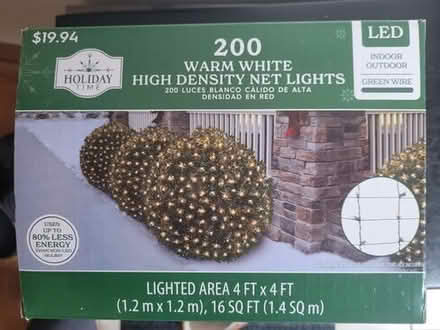 $19.94
HOLIDAY
TIME
200
WARM WHITE
HIGH DENSITY NET LIGHTS
200 LUCES BLANCO CÁLIDO DE ALTA
DENSIDAD EN RED
LED
INDOOR
OUTDOOR
GREEN WIRE
USES
UP TO
80% LESS
ENERGY
LIGHTED AREA 4 FT x 4 FT
(1.2 m x 1.2 m), 16 SQ FT (1.4 SQ m)